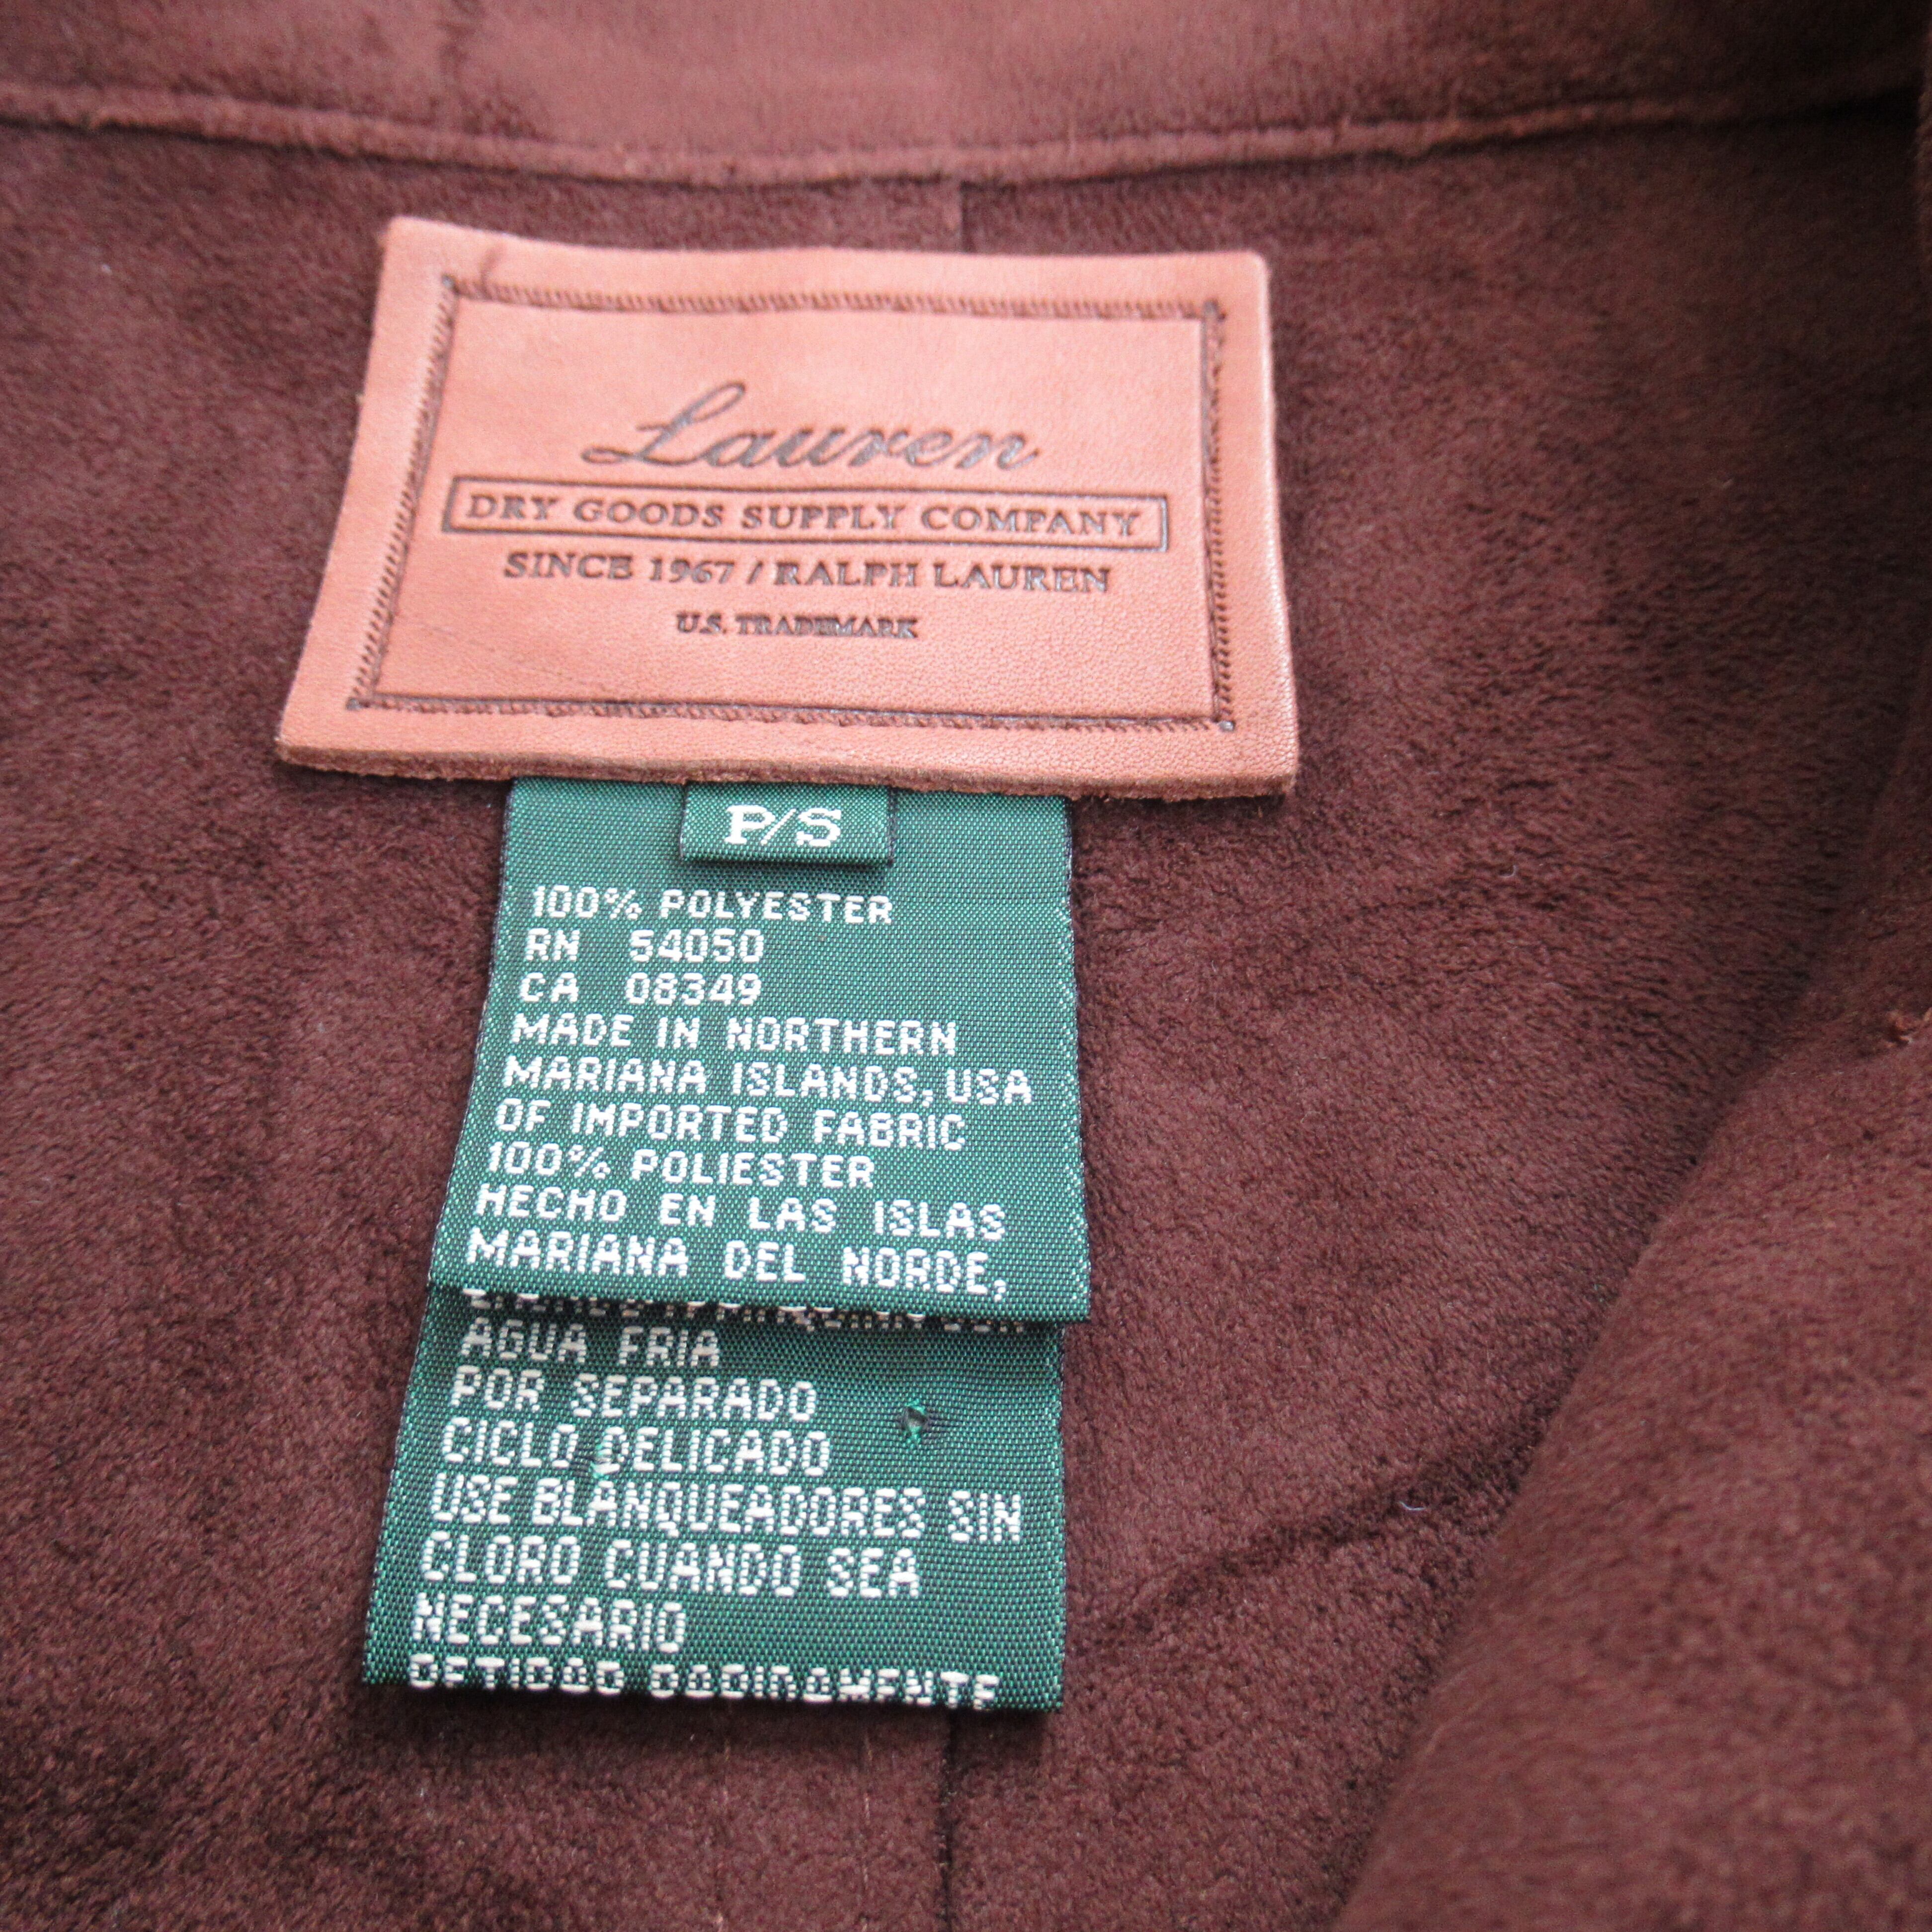 Lauren
DRY GOODS SUPPLY COMPANY
SINCE 1967 / RALPH LAUREN
U.S. TRADEMARK
P/S
100% POLYESTER
RN 54050
CA 08349
MADE IN NORTHERN
MARIANA ISLANDS, USA
OF IMPORTED FABRIC
100% POLIESTER
HECHO EN LAS ISLAS
MARIANA DEL NORDE,
AGUA FRIA
POR SEPARADO
CICLO DELICADO
USE BLANQUEADORES SIN
CLORO CUANDO SEA
NECESARIO